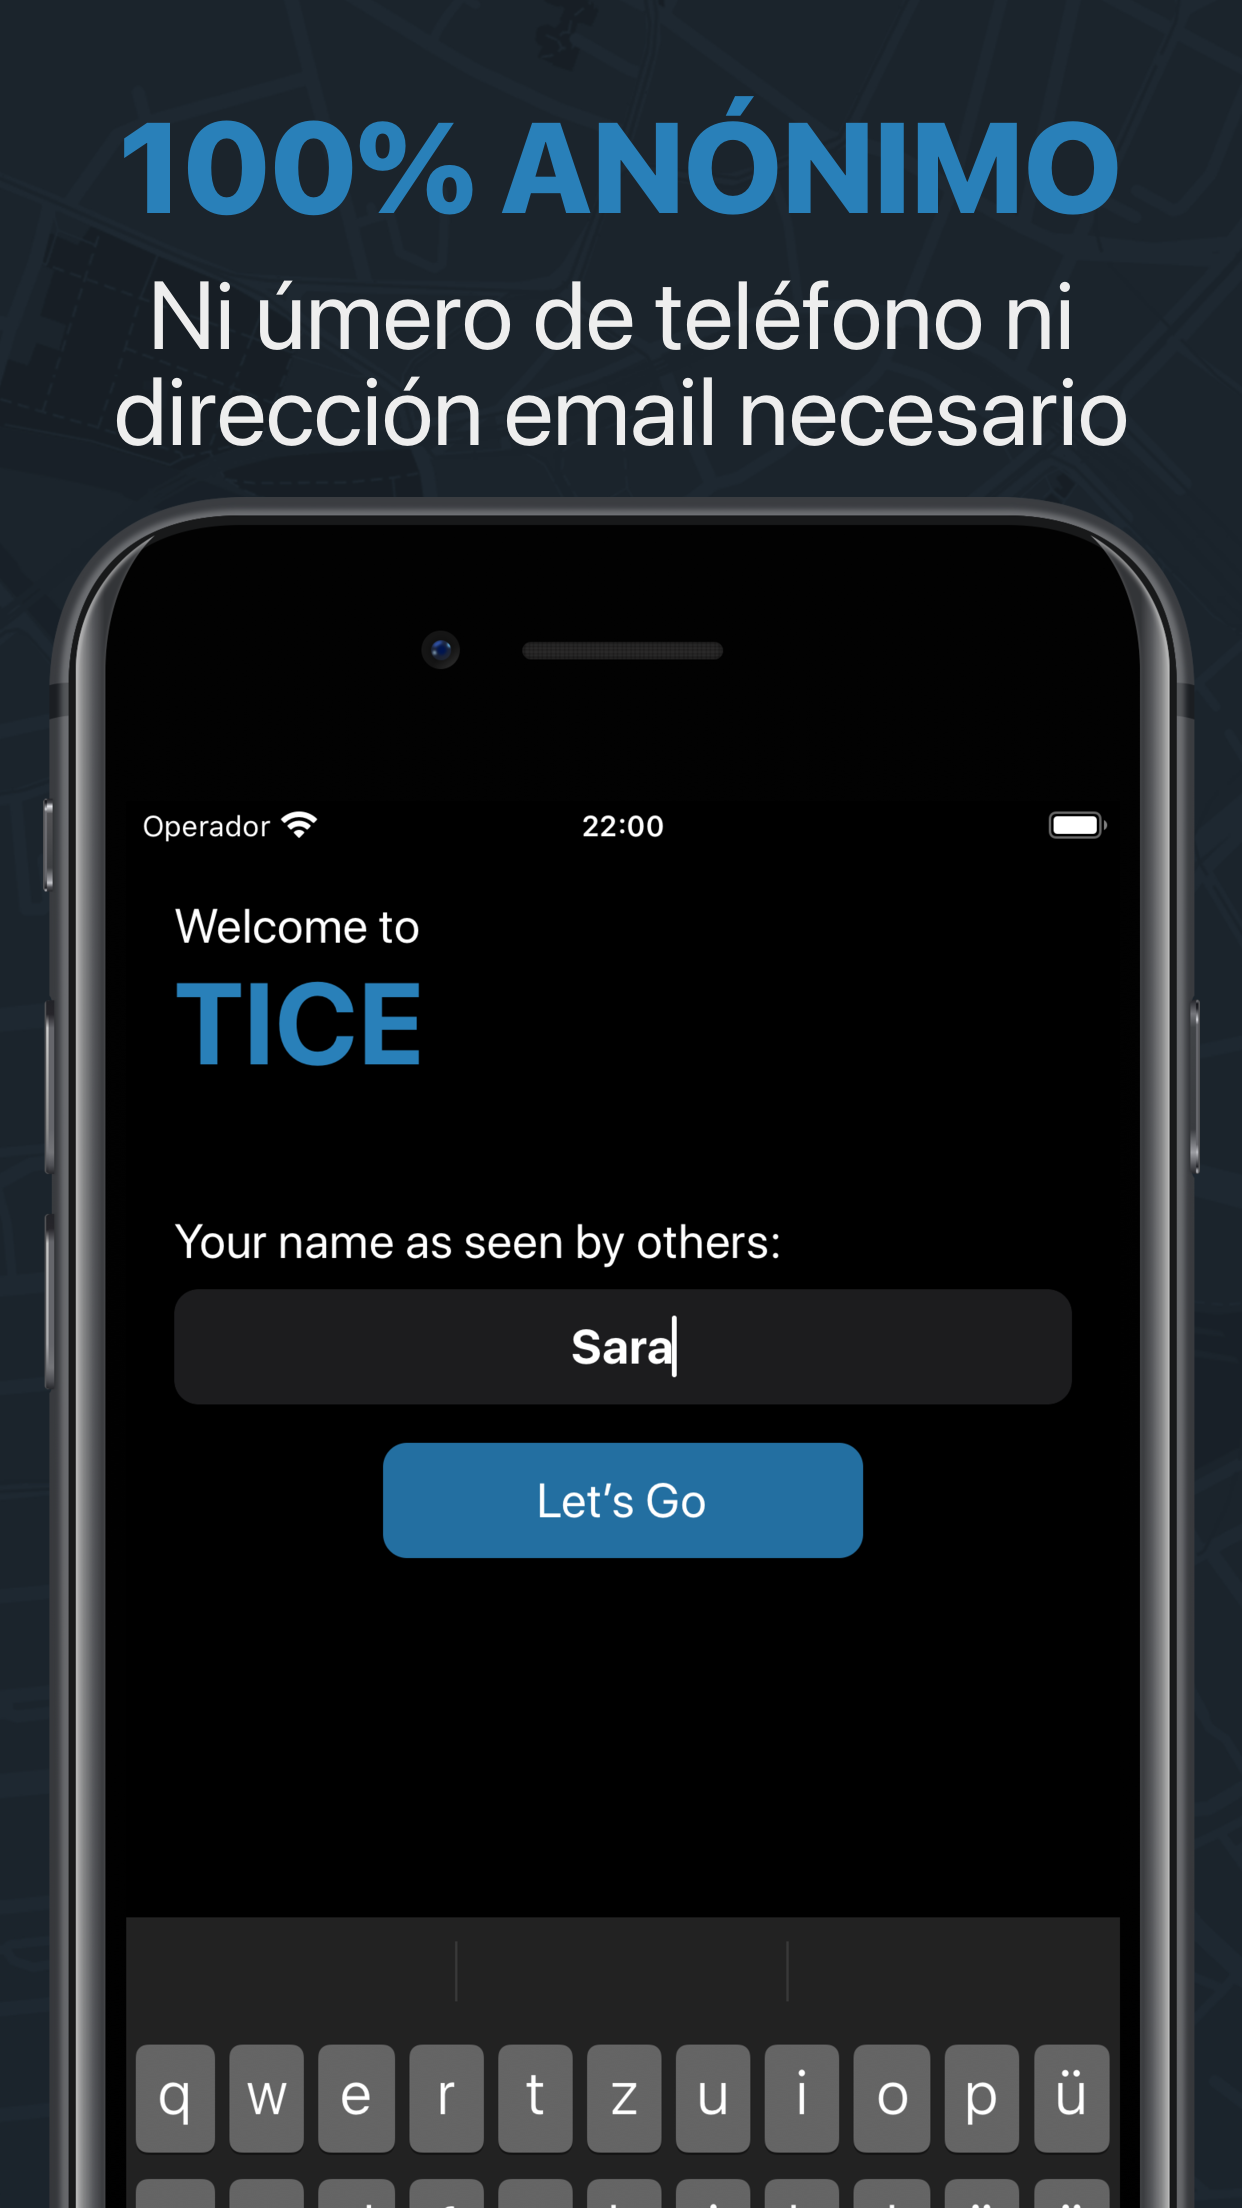 100% ANÓNIMO
Ni úmero de teléfono ni
dirección email necesario
Operador 22:00
Welcome to
TICE
Your name as seen by others:
Sara
Let’s Go
q w e r t z u i o p ü